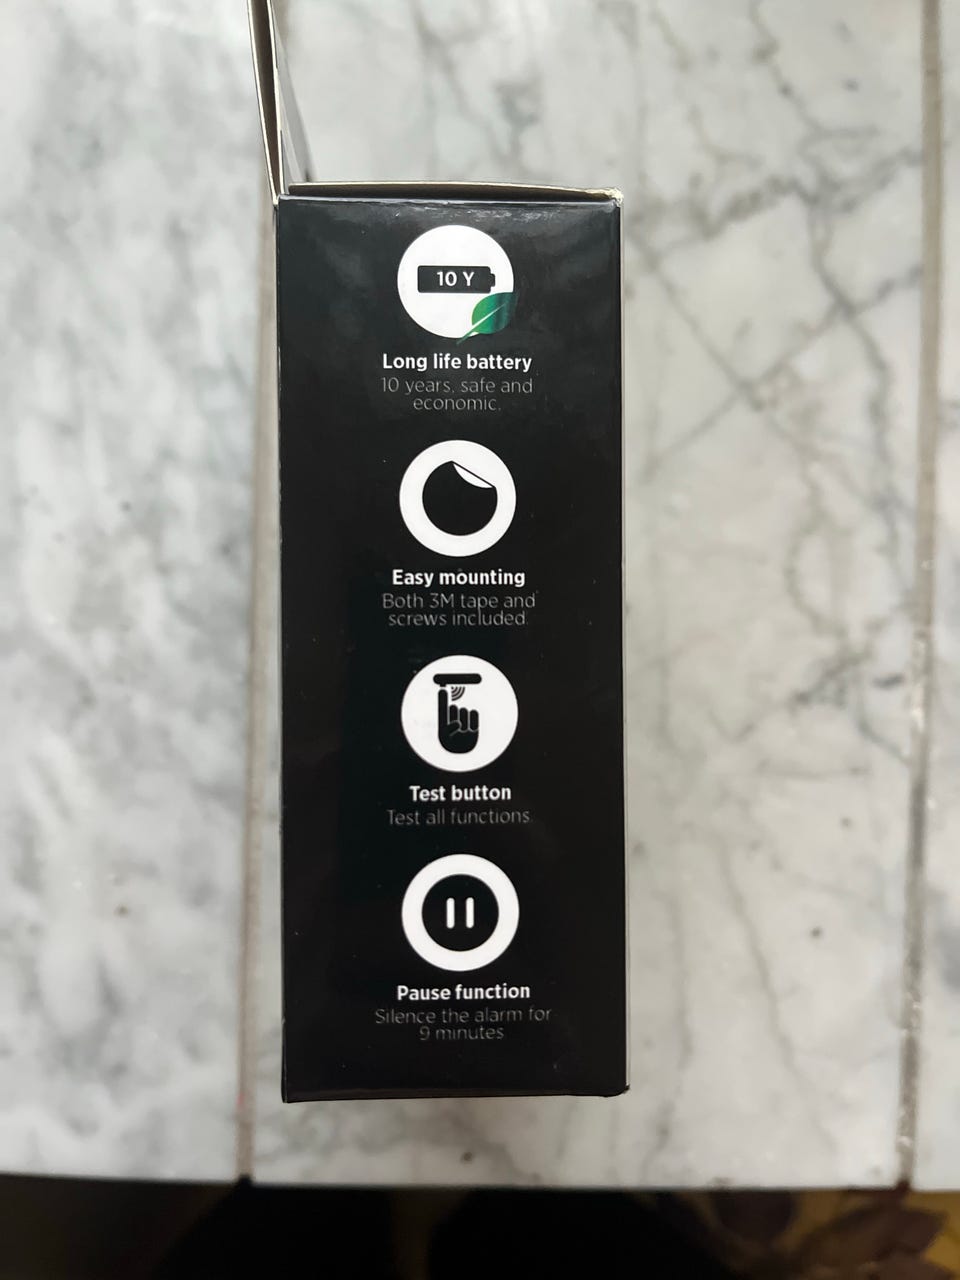 10 Y
Long life battery
10 years, safe and
economic.
Easy mounting
Both 3M tape and
screws included.
Test button
Test all functions.
Pause function
Silence the alarm for
9 minutes